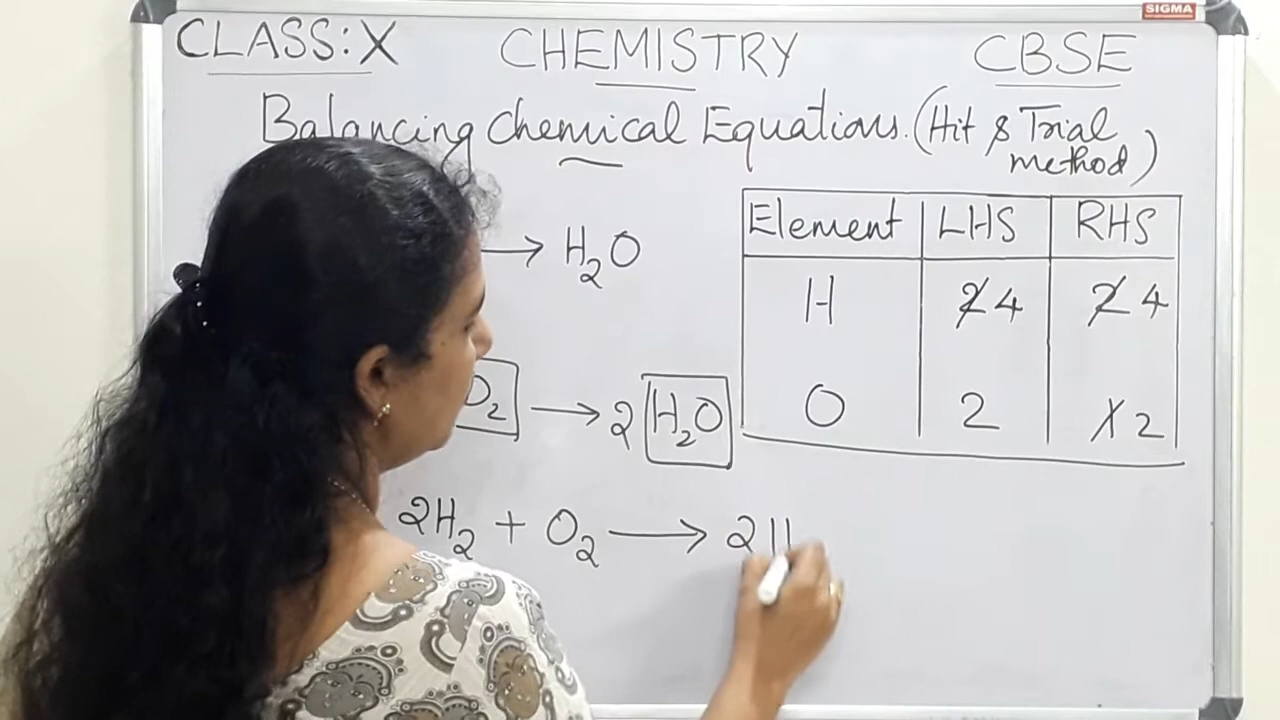 SIGMA
CLASS: X CHEMISTRY CBSE
Balancing Chemical Equations. (Hit & Trial
method)
→ H₂O
Element LHS RHS
H 2 4 2 4
O₂ → 2 H₂O
O 2 1 2
2H₂ + O₂ → 2